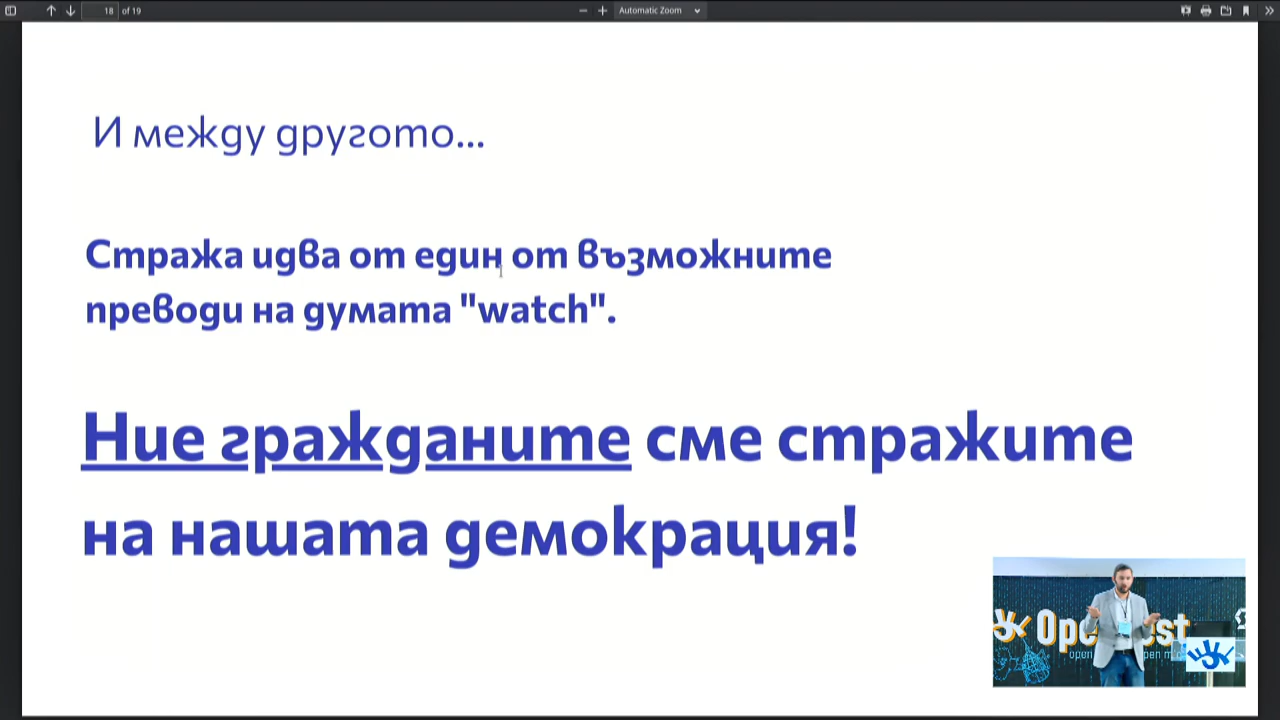 18 of 19
Automatic Zoom
И между другото...
Стража идва от един от възможните
преводи на думата "watch".
Ние гражданите сме стражите
на нашата демокрация!